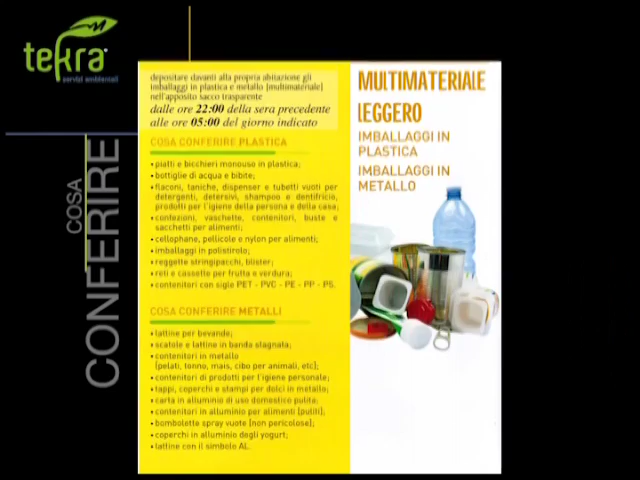 tekra
servizi ambientali
COSA
CONFERIRE
depositare davanti alla propria abitazione gli
imballaggi in plastica e metallo [multimateriale]
nell'apposito sacco trasparente
dalle ore 22:00 della sera precedente
alle ore 05:00 del giorno indicato
COSA CONFERIRE PLASTICA
• piatti e bicchieri monouso in plastica;
• bottiglie di acqua e bibite;
• flaconi, taniche, dispenser e tubetti vuoti per
detergenti, detersivi, shampoo e dentifricio,
prodotti per l'igiene della persona e della casa;
• confezioni, vaschette, contenitori, buste e
sacchetti per alimenti;
• cellophane, pellicole e nylon per alimenti;
• imballaggi in polistirolo;
• reggette stringipacchi, blister;
• reti e cassette per frutta e verdura;
• contenitori con sigle PET - PVC - PE - PP - PS.
COSA CONFERIRE METALLI
• lattine per bevande;
• scatole e lattine in banda stagnata;
• contenitori in metallo
[pelati, tonno, mais, cibo per animali, etc];
• contenitori di prodotti per l'igiene personale;
• tappi, coperchi e stampi per dolci in metallo;
• carta in alluminio di uso domestico pulita;
• contenitori in alluminio per alimenti [puliti];
• bombolette spray vuote [non pericolose];
• coperchi in alluminio degli yogurt;
• lattine con il simbolo AL.
MULTIMATERIALE
LEGGERO
IMBALLAGGI IN
PLASTICA
IMBALLAGGI IN
METALLO